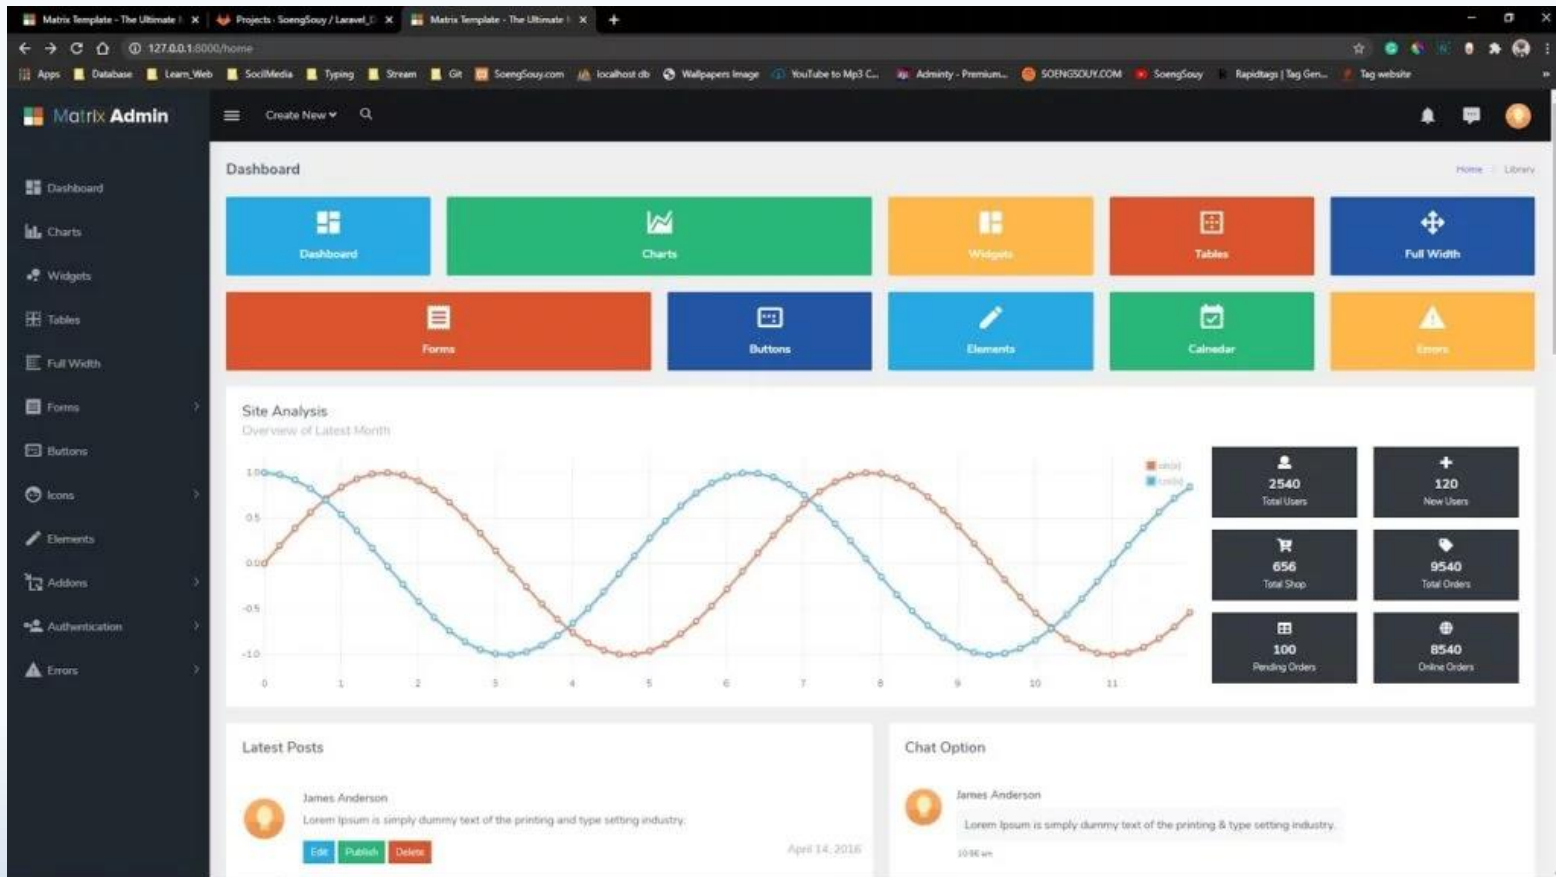 Matrix Template - The Ultimate
Projects · SoengSouy / Laravel_
Matrix Template - The Ultimate
127.0.0.1:8000/home
Apps Database Learn_Web SocilMedia Typing Stream Git SoengSouy.com localhost db Wallpapers Image YouTube to Mp3 C... Adminty - Premium... SOENGSOUY.COM SoengSouy Rapidtags | Tag Gen... Tag website
Matrix Admin
Create New
Dashboard
Charts
Widgets
Tables
Full Width
Forms
Buttons
Icons
Elements
Addons
Authentication
Errors
Dashboard
Home
Library
Dashboard
Charts
Widgets
Tables
Full Width
Forms
Buttons
Elements
Calnedar
Errors
Site Analysis
Overview of Latest Month
1.0
0.5
0.0
-0.5
-1.0
0 1 2 3 4 5 6 7 8 9 10 11
sin(x)
cos(x)
2540
Total Users
120
New Users
656
Total Shop
9540
Total Orders
100
Pending Orders
8540
Online Orders
Latest Posts
James Anderson
Lorem Ipsum is simply dummy text of the printing and type setting industry.
Edit Publish Delete
April 14, 2016
Chat Option
James Anderson
Lorem Ipsum is simply dummy text of the printing & type setting industry.
10:56 am